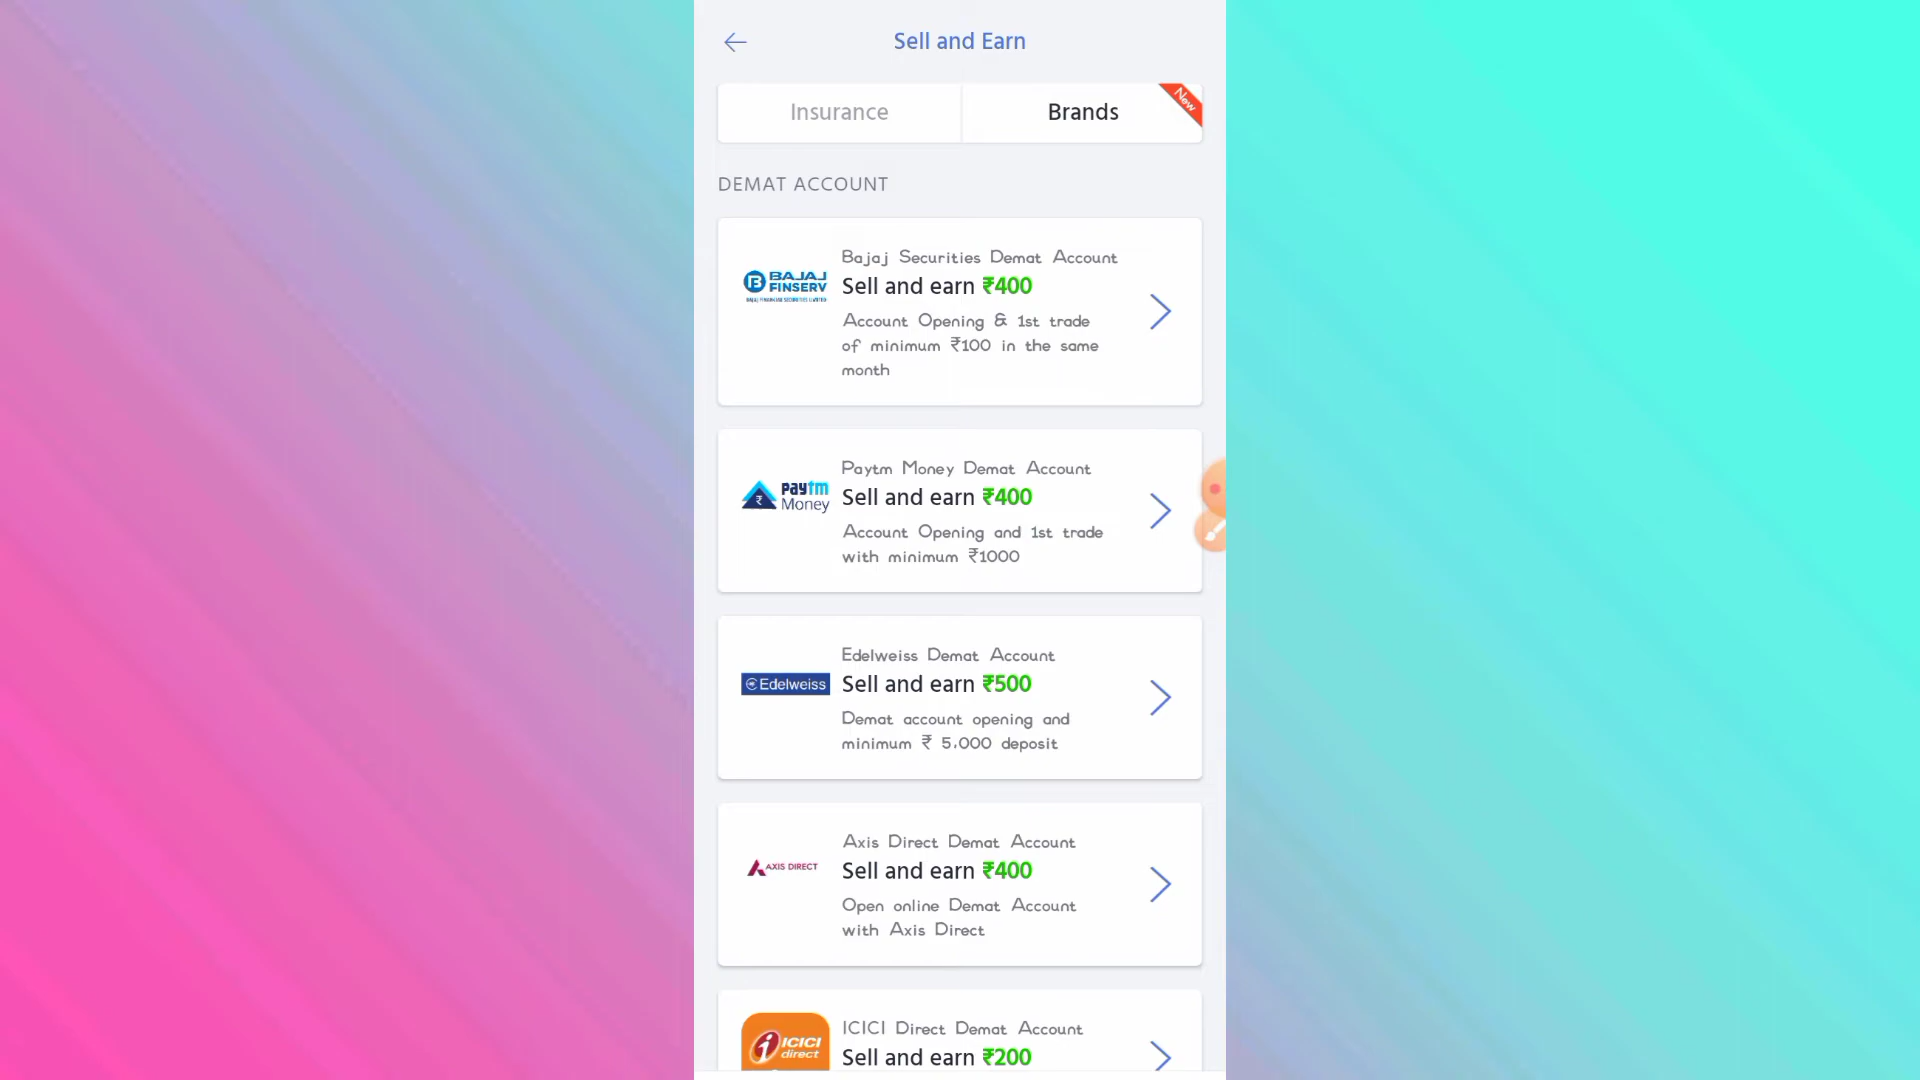 Sell and Earn
Insurance
Brands
New
DEMAT ACCOUNT
BAJAJ
FINSERV
BAJAJ FINANCIAL SECURITIES LIMITED
Bajaj Securities Demat Account
Sell and earn ₹400
Account Opening & 1st trade
of minimum ₹100 in the same
month
paytm
Money
Paytm Money Demat Account
Sell and earn ₹400
Account Opening and 1st trade
with minimum ₹1000
Edelweiss
Edelweiss Demat Account
Sell and earn ₹500
Demat account opening and
minimum ₹ 5,000 deposit
AXIS DIRECT
Axis Direct Demat Account
Sell and earn ₹400
Open online Demat Account
with Axis Direct
ICICI
direct
ICICI Direct Demat Account
Sell and earn ₹200